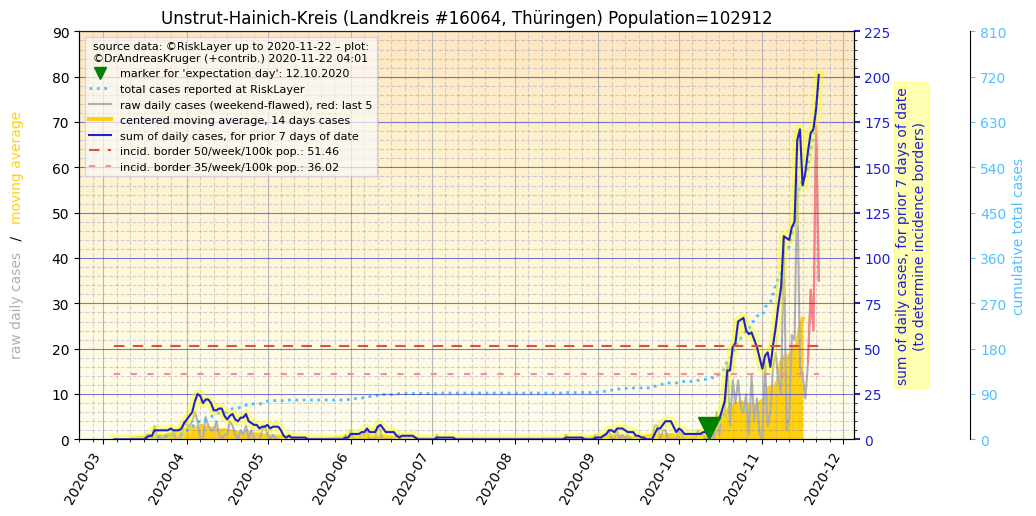 Unstrut-Hainich-Kreis (Landkreis #16064, Thüringen) Population=102912
source data: ©RiskLayer up to 2020-11-22 – plot:
©DrAndreasKruger (+contrib.) 2020-11-22 04:01
marker for 'expectation day': 12.10.2020
total cases reported at RiskLayer
raw daily cases (weekend-flawed), red: last 5
centered moving average, 14 days cases
sum of daily cases, for prior 7 days of date
incid. border 50/week/100k pop.: 51.46
incid. border 35/week/100k pop.: 36.02
raw daily cases / moving average
90
80
70
60
50
40
30
20
10
0
2020-03
2020-04
2020-05
2020-06
2020-07
2020-08
2020-09
2020-10
2020-11
2020-12
225
200
175
150
125
100
75
50
25
0
sum of daily cases, for prior 7 days of date
(to determine incidence borders)
810
720
630
540
450
360
270
180
90
0
cumulative total cases